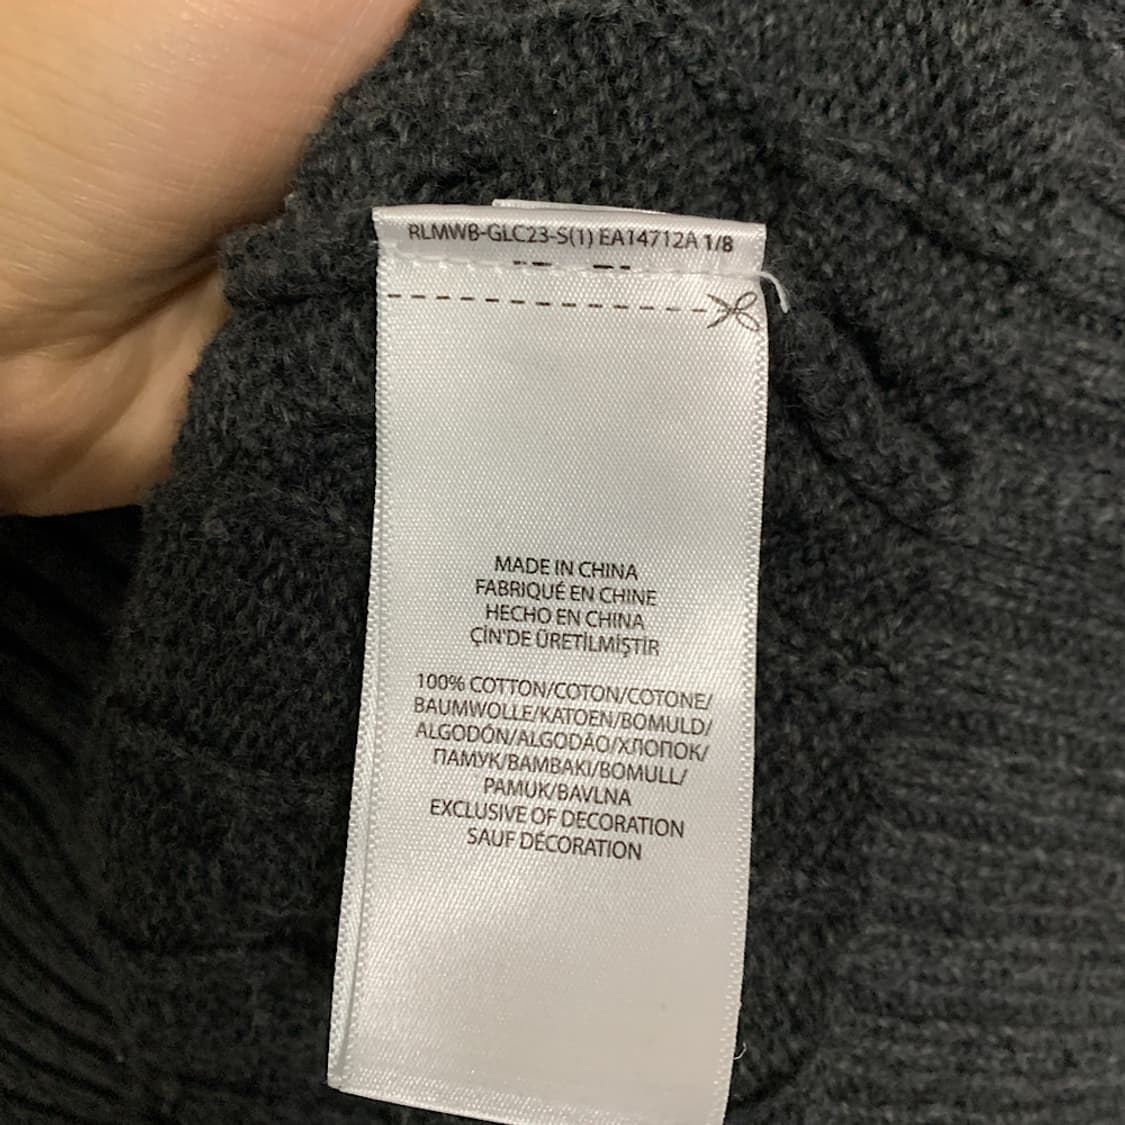 RLMWB-GLC23-S(1) EA14712A 1/8
MADE IN CHINA
FABRIQUÉ EN CHINE
HECHO EN CHINA
ÇİN'DE ÜRETİLMİŞTİR
100% COTTON/COTON/COTONE/
BAUMWOLLE/KATOEN/BOMULD/
ALGODÓN/ALGODÃO/ХЛОПОК/
ПАМУК/BAMBAKI/BOMULL/
PAMUK/BAVLNA
EXCLUSIVE OF DECORATION
SAUF DÉCORATION